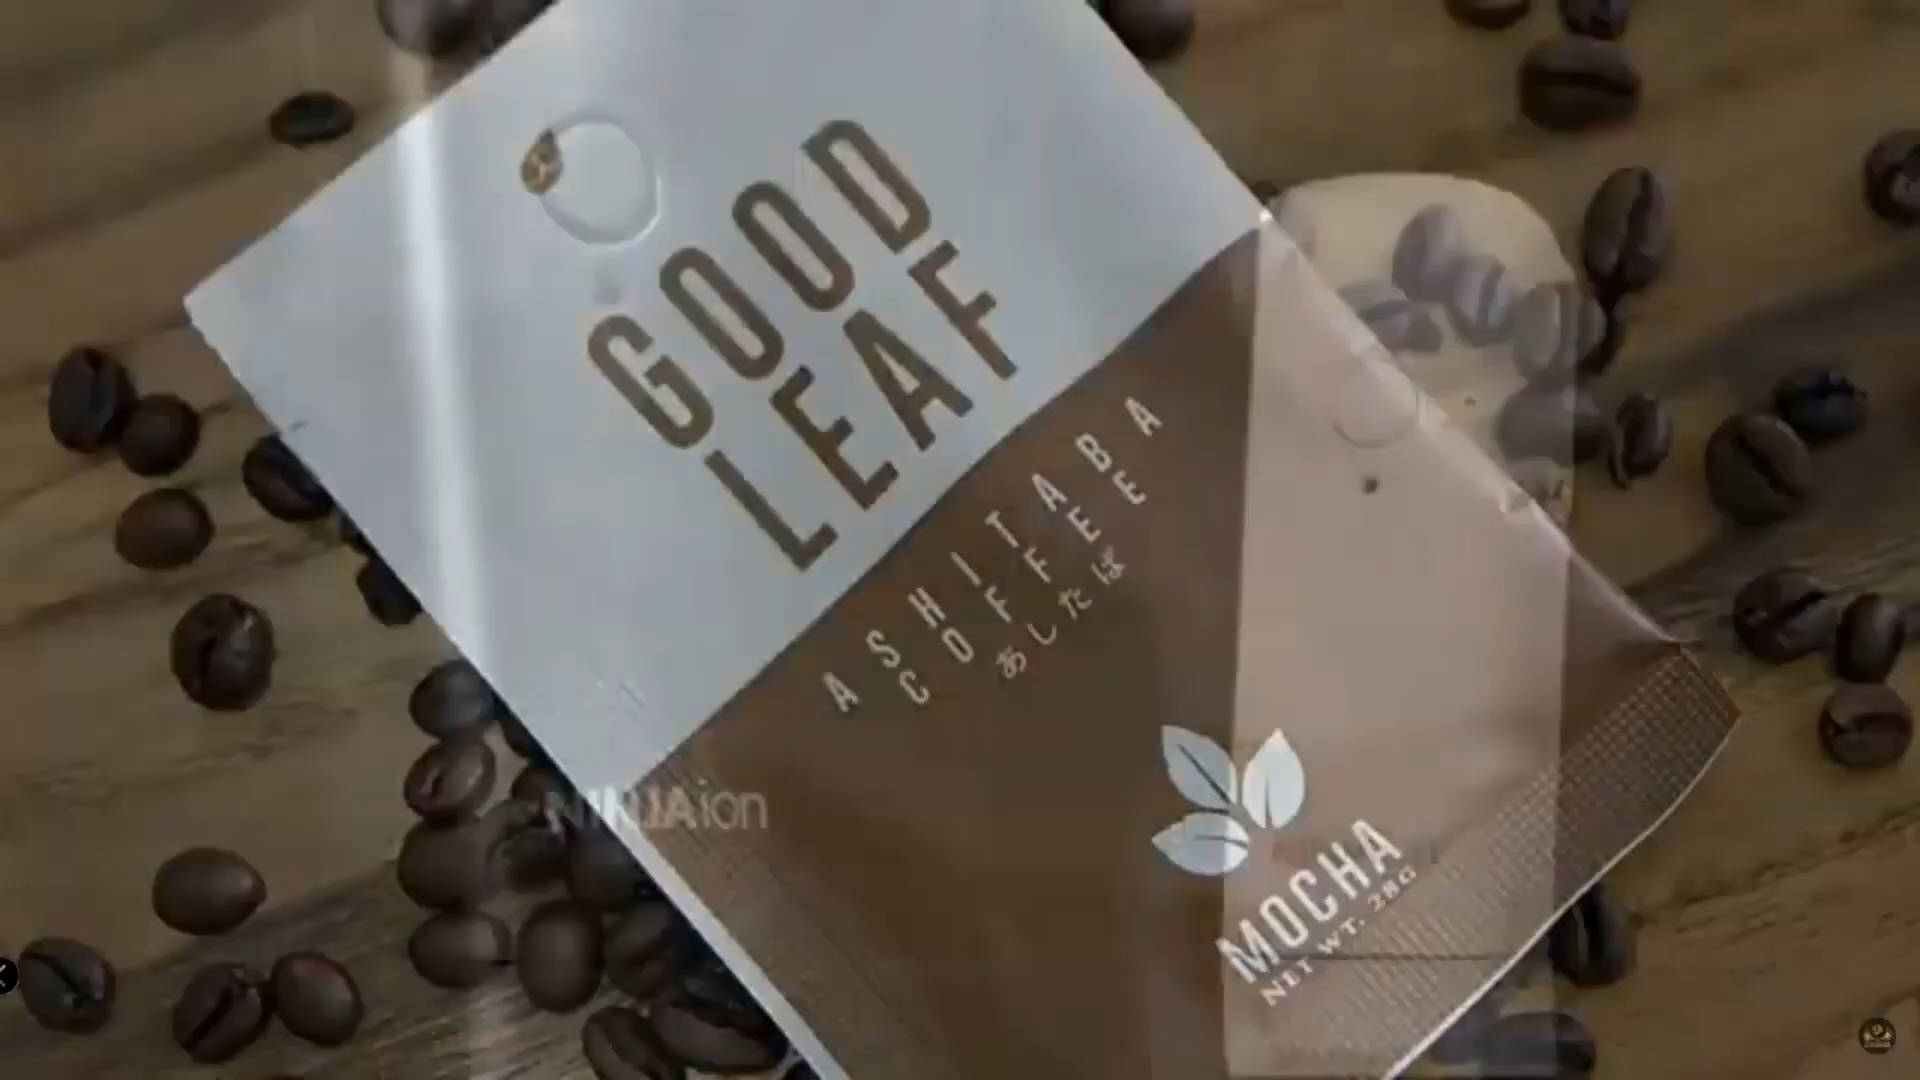 GOOD
LEAF
ASHITABA
COFFEE
あしたば
MOCHA
NET WT. 28G
NINJAion